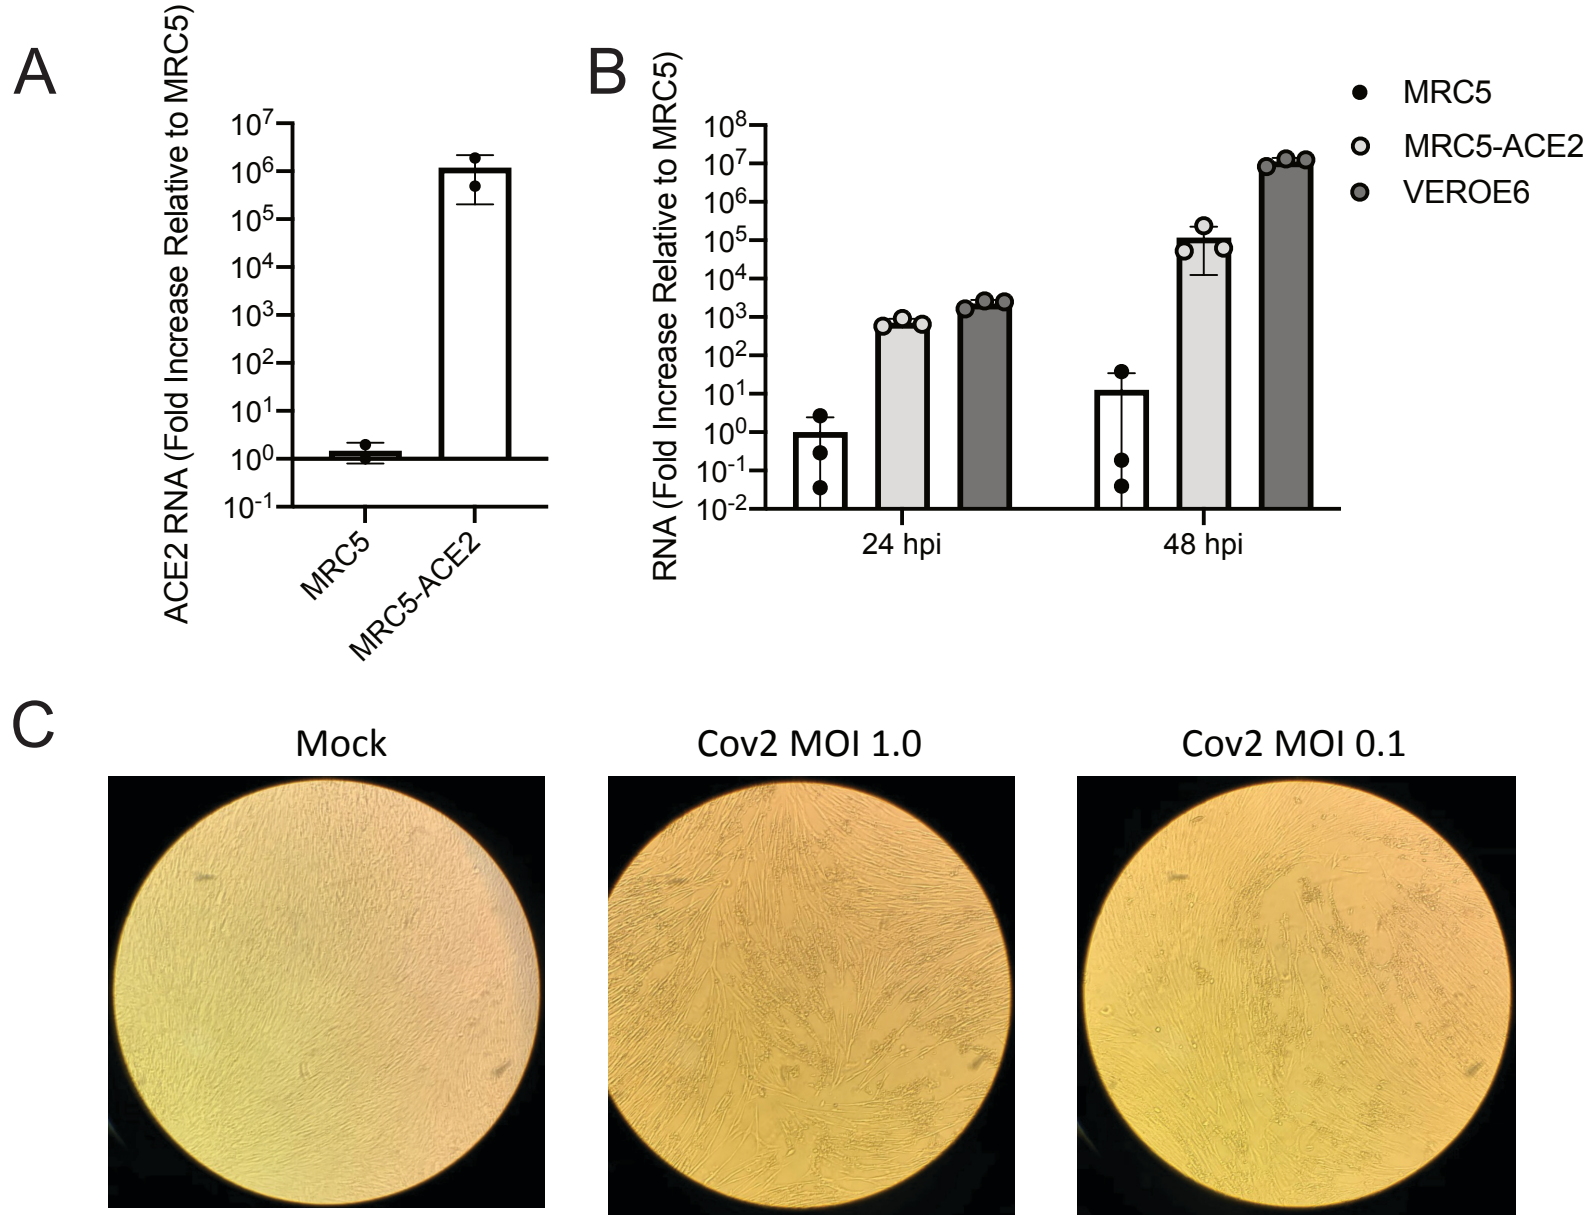 A
ACE2 RNA (Fold Increase Relative to MRC5)
10^7
10^6
10^5
10^4
10^3
10^2
10^1
10^0
10^-1
MRC5
MRC5-ACE2
B
RNA (Fold Increase Relative to MRC5)
10^8
10^7
10^6
10^5
10^4
10^3
10^2
10^1
10^0
10^-1
10^-2
24 hpi
48 hpi
MRC5
MRC5-ACE2
VEROE6
C
Mock
Cov2 MOI 1.0
Cov2 MOI 0.1